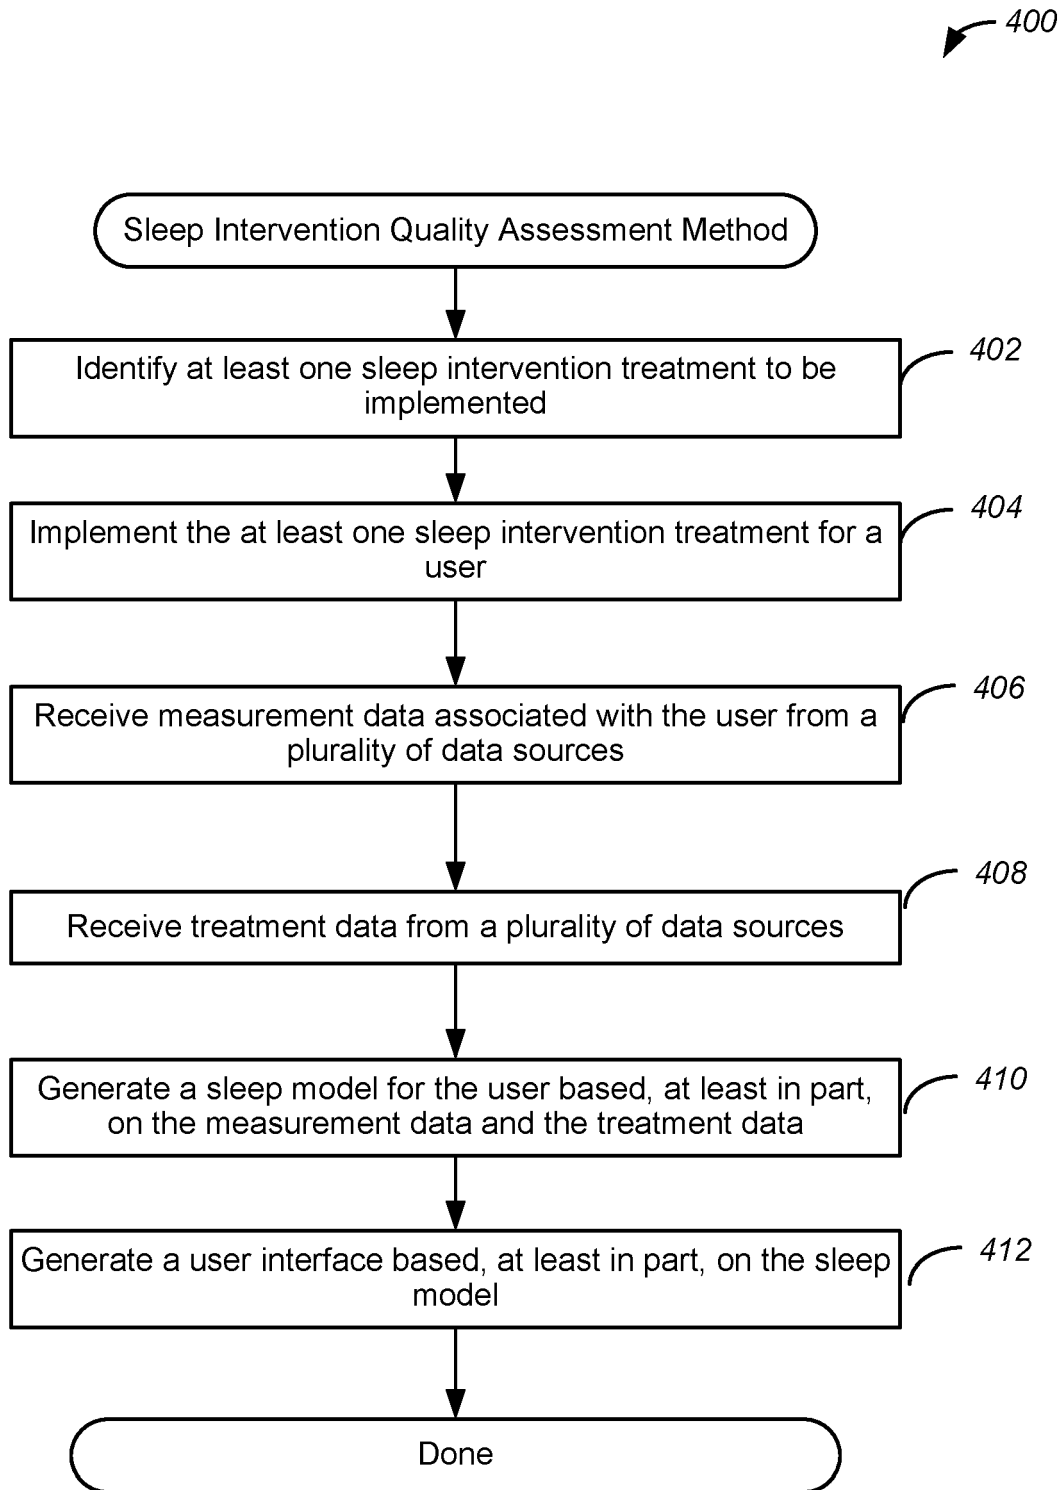 400
Sleep Intervention Quality Assessment Method
Identify at least one sleep intervention treatment to be
implemented
402
Implement the at least one sleep intervention treatment for a
user
404
Receive measurement data associated with the user from a
plurality of data sources
406
Receive treatment data from a plurality of data sources
408
Generate a sleep model for the user based, at least in part,
on the measurement data and the treatment data
410
Generate a user interface based, at least in part, on the sleep
model
412
Done